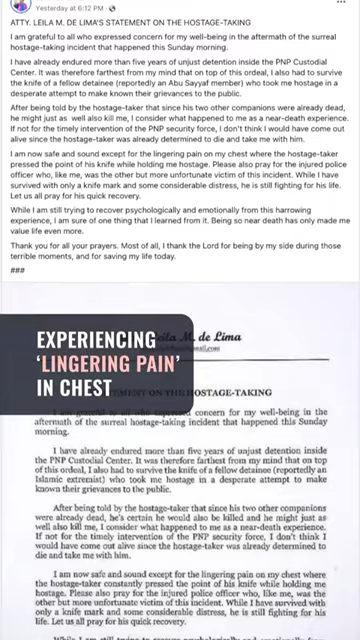 Yesterday at 6:12 PM ·
ATTY. LEILA M. DE LIMA'S STATEMENT ON THE HOSTAGE-TAKING
I am grateful to all who expressed concern for my well-being in the aftermath of the surreal
hostage-taking incident that happened this Sunday morning.
I have already endured more than five years of unjust detention inside the PNP Custodial
Center. It was therefore farthest from my mind that on top of this ordeal, I also had to survive
the knife of a fellow detainee (reportedly an Abu Sayyaf member) who took me hostage in a
desperate attempt to make known their grievances to the public.
After being told by the hostage-taker that since his two other companions were already dead,
he might just as well also kill me, I consider what happened to me as a near-death experience.
If not for the timely intervention of the PNP security force, I don't think I would have come out
alive since the hostage-taker was already determined to die and take me with him.
I am now safe and sound except for the lingering pain on my chest where the hostage-taker
pressed the point of his knife while holding me hostage. Please also pray for the injured police
officer who, like me, was the other but more unfortunate victim of this incident. While I have
survived with only a knife mark and some considerable distress, he is still fighting for his life.
Let us all pray for his quick recovery.
While I am still trying to recover psychologically and emotionally from this harrowing
experience, I am sure of one thing that I learned from it. Being so near death has only made me
value life even more.
Thank you for all your prayers. Most of all, I thank the Lord for being by my side during those
terrible moments, and for saving my life today.
###
EXPERIENCING
'LINGERING PAIN'
IN CHEST
M. de Lima
HOSTAGE-TAKING
concern for my well-being in the
aftermath of the surreal hostage-taking incident that happened this Sunday
morning.
I have already endured more than five years of unjust detention inside
the PNP Custodial Center. It was therefore farthest from my mind that on top
of this ordeal, I also had to survive the knife of a fellow detainee (reportedly an
Islamic extremist) who took me hostage in a desperate attempt to make
known their grievances to the public.
After being told by the hostage-taker that since his two other companions
were already dead, he's certain he would also be killed and he might just as
well also kill me, I consider what happened to me as a near-death experience.
If not for the timely intervention of the PNP security force, I don't think I
would have come out alive since the hostage-taker was already determined to
die and take me with him.
I am now safe and sound except for the lingering pain on my chest where
the hostage-taker constantly pressed the point of his knife while holding me
hostage. Please also pray for the injured police officer who, like me, was the
other but more unfortunate victim of this incident. While I have survived with
only a knife mark and some considerable distress, he is still fighting for his life.
Let us all pray for his quick recovery.